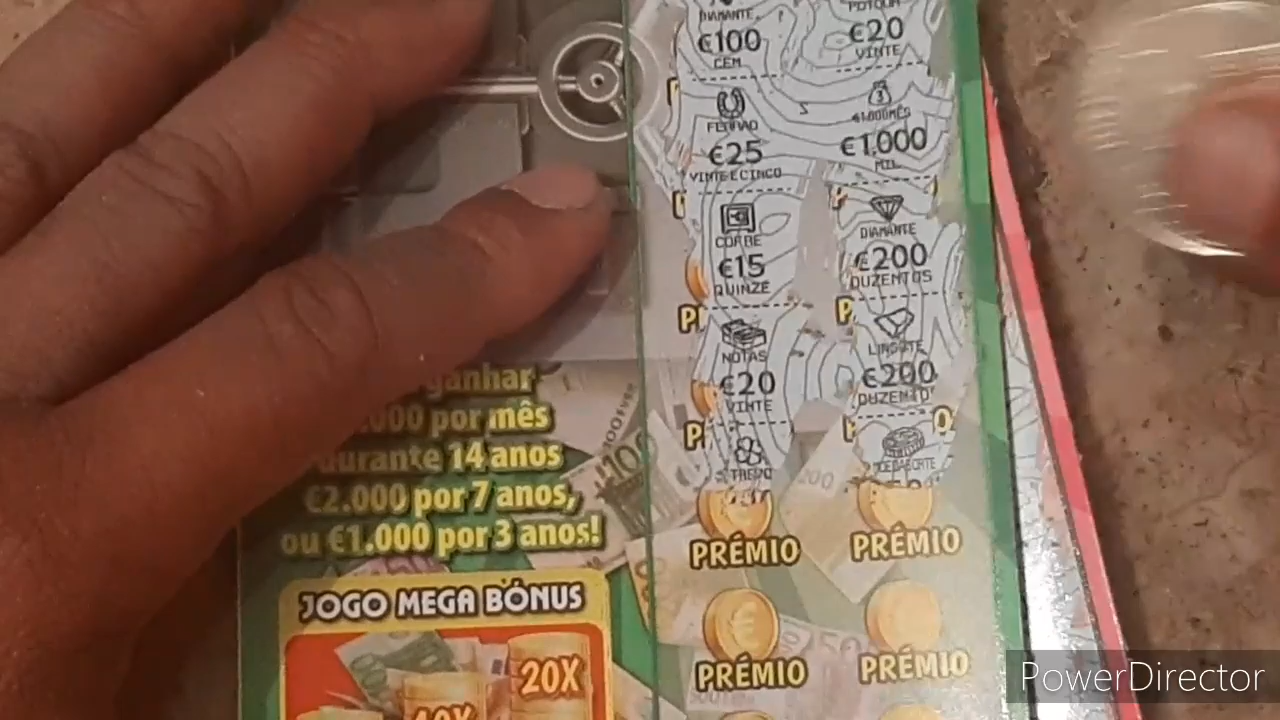 DIAMANTE
€100
CEM
€20
VINTE
€25
VINTE E CINCO
€1.000
MIL
COFRE
€15
QUINZE
DIAMANTE
€200
DUZENTOS
NOTAS
€20
VINTE
LINGOTE
€200
TREVO
ganhar
por mês
durante 14 anos
€2.000 por 7 anos,
ou €1.000 por 3 anos!
PRÉMIO
PRÉMIO
PRÉMIO
PRÉMIO
JOGO MEGA BÓNUS
20X
PowerDirector